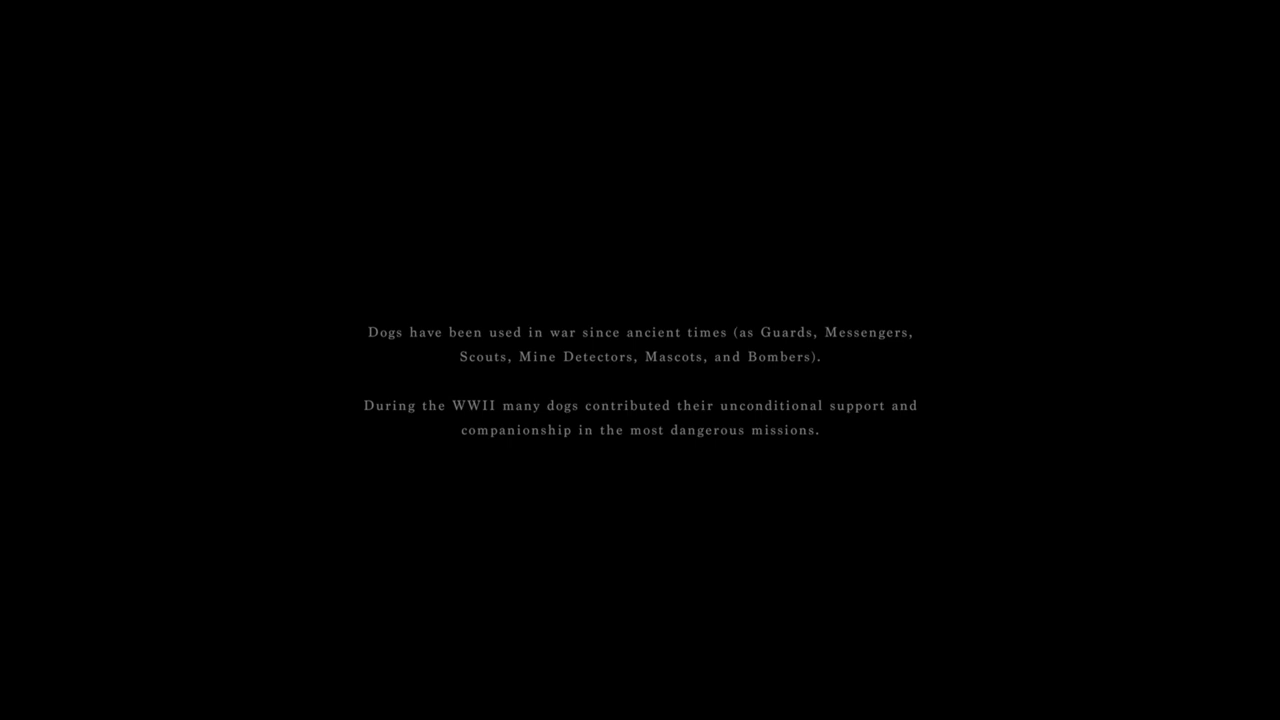 Dogs have been used in war since ancient times (as Guards, Messengers,
Scouts, Mine Detectors, Mascots, and Bombers).
During the WWII many dogs contributed their unconditional support and
companionship in the most dangerous missions.